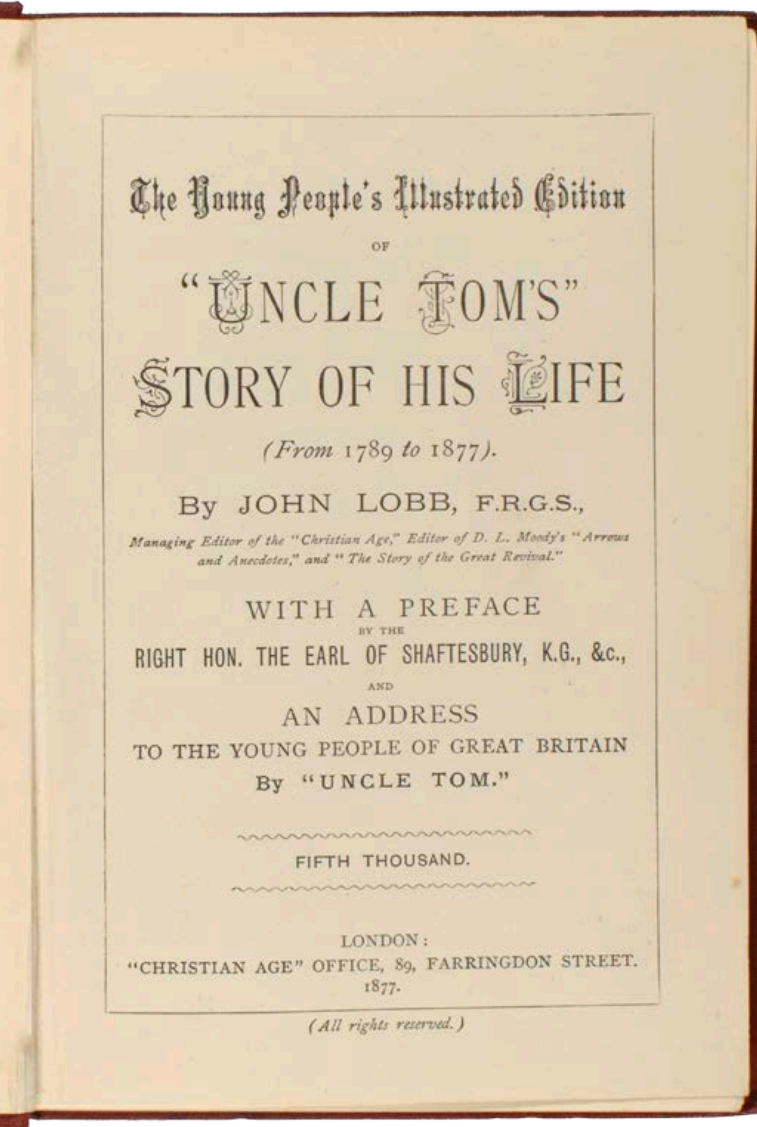 The Young People's Illustrated Edition
OF
"UNCLE TOM'S"
STORY OF HIS LIFE
(From 1789 to 1877).
By JOHN LOBB, F.R.G.S.,
Managing Editor of the "Christian Age," Editor of D. L. Moody's "Arrows
and Anecdotes," and "The Story of the Great Revival."
WITH A PREFACE
BY THE
RIGHT HON. THE EARL OF SHAFTESBURY, K.G., &c.,
AND
AN ADDRESS
TO THE YOUNG PEOPLE OF GREAT BRITAIN
By "UNCLE TOM."
FIFTH THOUSAND.
LONDON:
"CHRISTIAN AGE" OFFICE, 89, FARRINGDON STREET.
1877.
(All rights reserved.)